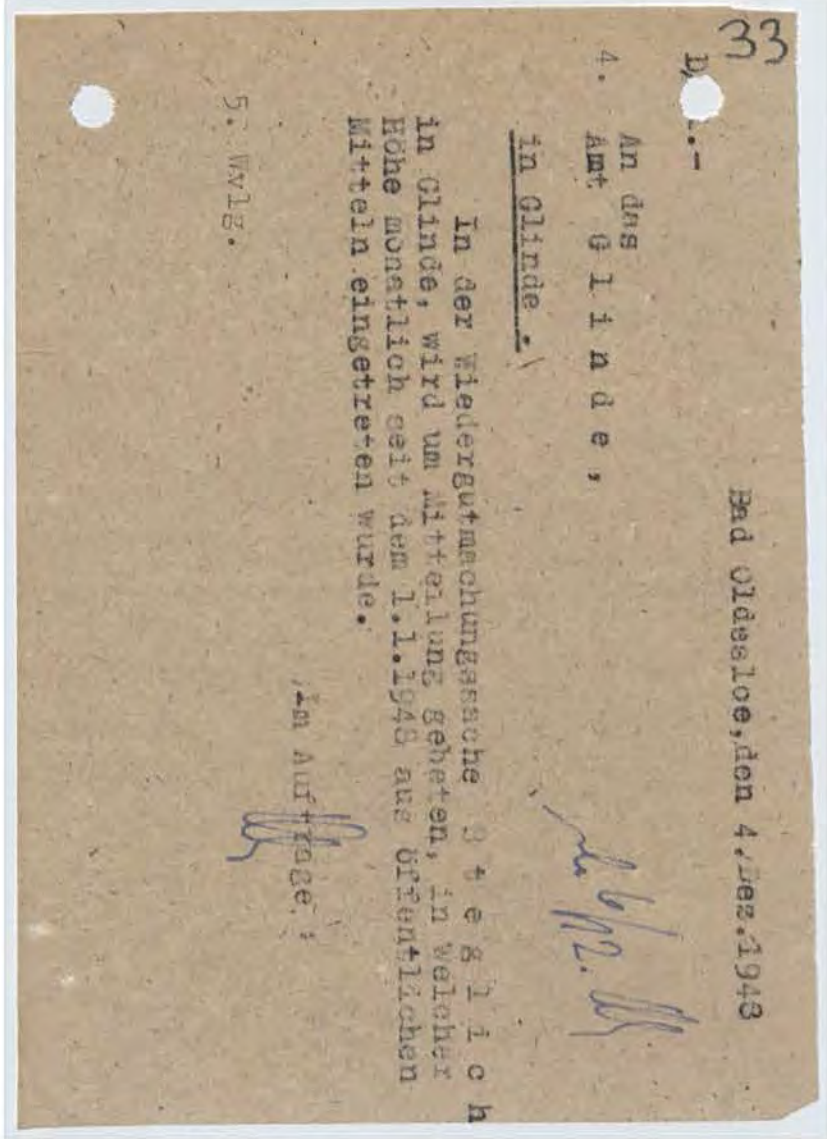 33
Bad Oldesloe, den 4. Dez. 1948
D
4. An das
Amt G l i n d e ,
in Glinde.
6/12.
In der Wiedergutmachungssache S t e g l i c h
in Glinde, wird um Mitteilung gebeten, in welcher
Höhe monatlich seit dem 1.1.1948 aus öffentlichen
Mitteln eingetreten wurde.
Im Auftrage:
5. Wvlg.